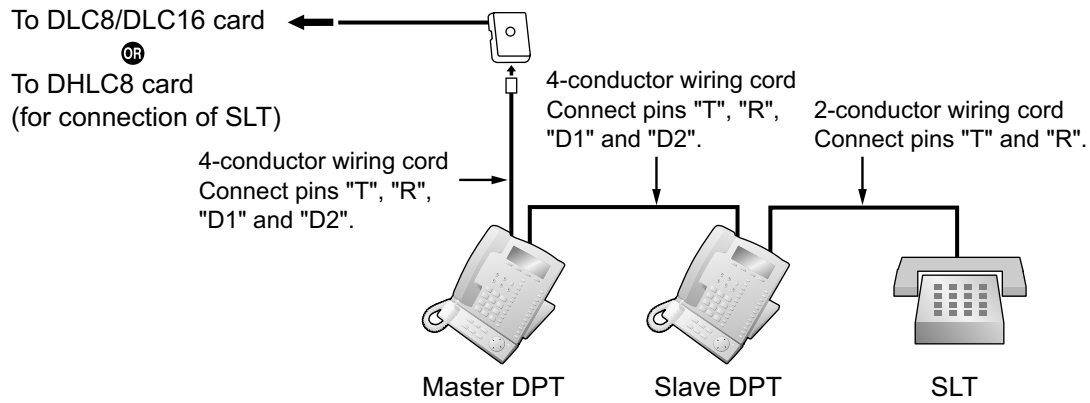 To DLC8/DLC16 card
OR
To DHLC8 card
(for connection of SLT)
4-conductor wiring cord
Connect pins "T", "R",
"D1" and "D2".
4-conductor wiring cord
Connect pins "T", "R",
"D1" and "D2".
2-conductor wiring cord
Connect pins "T" and "R".
Master DPT
Slave DPT
SLT